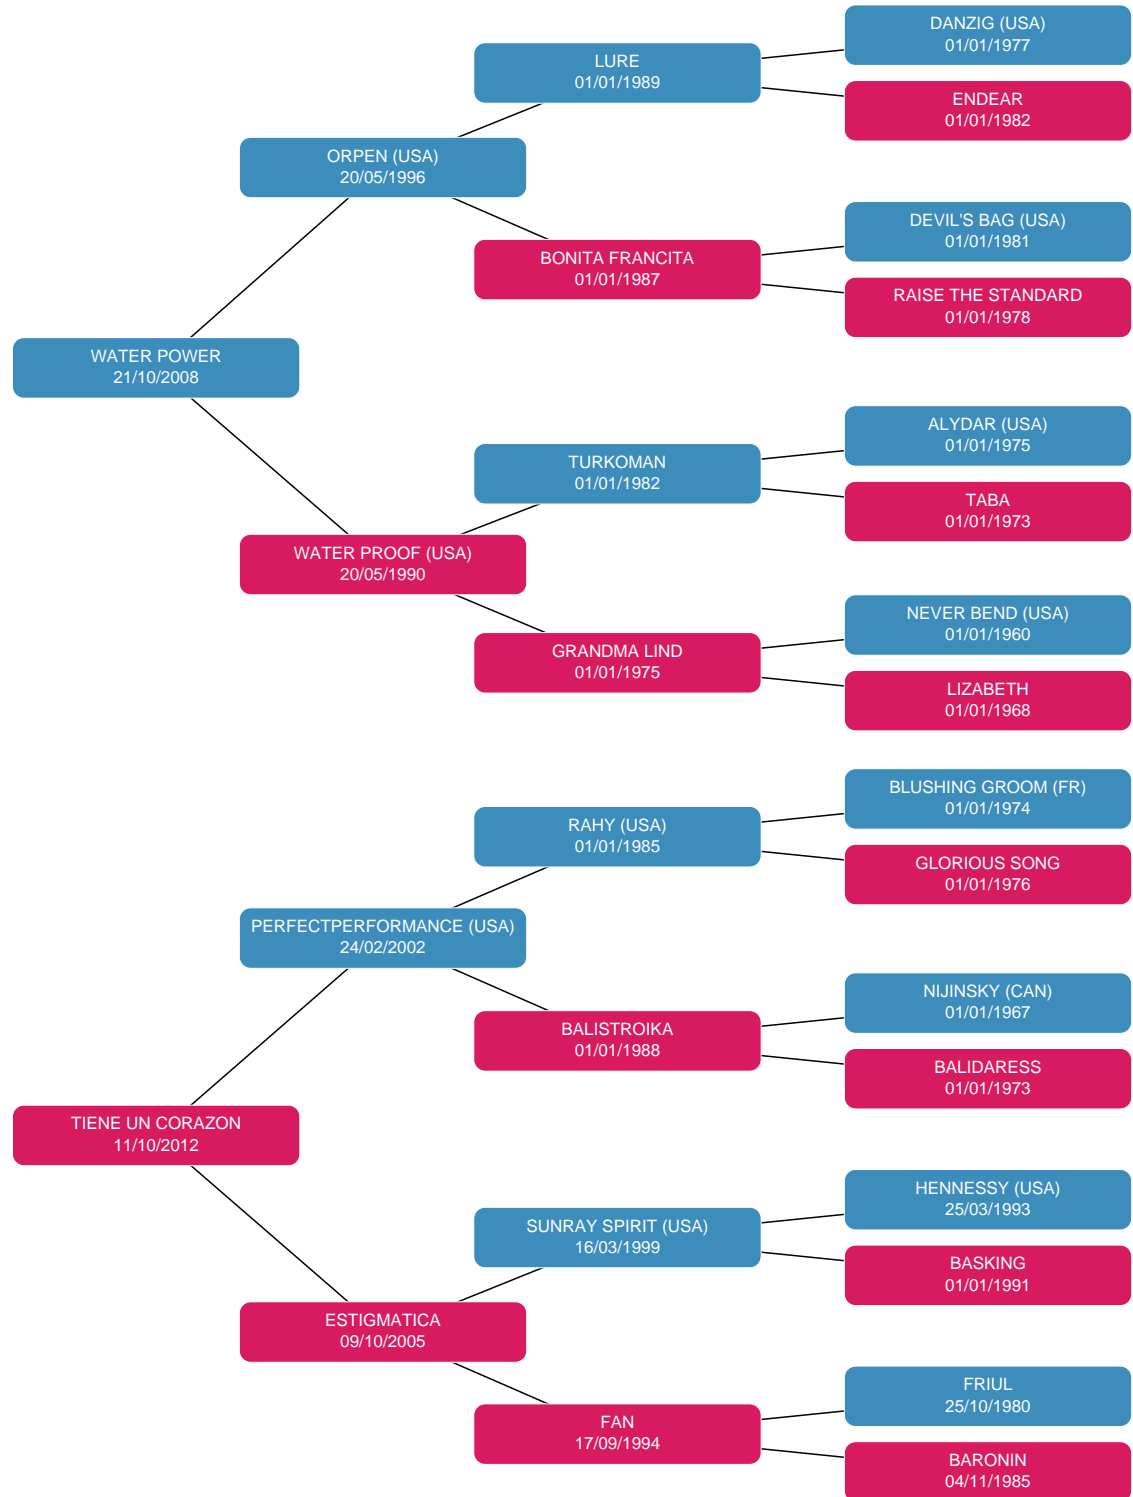 DANZIG (USA)
01/01/1977
LURE
01/01/1989
ENDEAR
01/01/1982
ORPEN (USA)
20/05/1996
DEVIL'S BAG (USA)
01/01/1981
BONITA FRANCITA
01/01/1987
RAISE THE STANDARD
01/01/1978
WATER POWER
21/10/2008
ALYDAR (USA)
01/01/1975
TURKOMAN
01/01/1982
TABA
01/01/1973
WATER PROOF (USA)
20/05/1990
NEVER BEND (USA)
01/01/1960
GRANDMA LIND
01/01/1975
LIZABETH
01/01/1968
BLUSHING GROOM (FR)
01/01/1974
RAHY (USA)
01/01/1985
GLORIOUS SONG
01/01/1976
PERFECTPERFORMANCE (USA)
24/02/2002
NIJINSKY (CAN)
01/01/1967
BALISTROIKA
01/01/1988
BALIDARESS
01/01/1973
TIENE UN CORAZON
11/10/2012
HENNESSY (USA)
25/03/1993
SUNRAY SPIRIT (USA)
16/03/1999
BASKING
01/01/1991
ESTIGMATICA
09/10/2005
FRIUL
25/10/1980
FAN
17/09/1994
BARONIN
04/11/1985